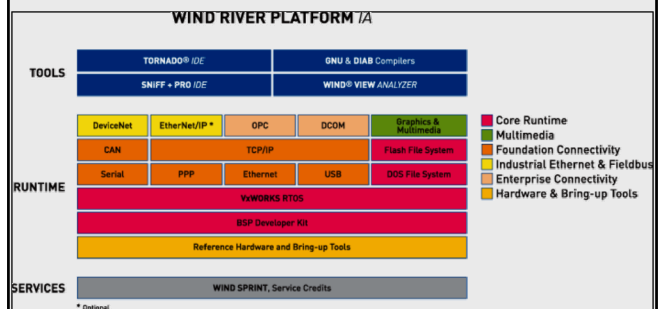 WIND RIVER PLATFORM IA
TOOLS
TORNADO® IDE
GNU & DIAB Compilers
SNiFF + PRO IDE
WIND® VIEW ANALYZER
RUNTIME
DeviceNet
EtherNet/IP *
OPC
DCOM
Graphics &
Multimedia
CAN
TCP/IP
Flash File System
Serial
PPP
Ethernet
USB
DOS File System
VxWORKS RTOS
BSP Developer Kit
Reference Hardware and Bring-up Tools
Core Runtime
Multimedia
Foundation Connectivity
Industrial Ethernet & Fieldbus
Enterprise Connectivity
Hardware & Bring-up Tools
SERVICES
WIND SPRINT, Service Credits
* Optional